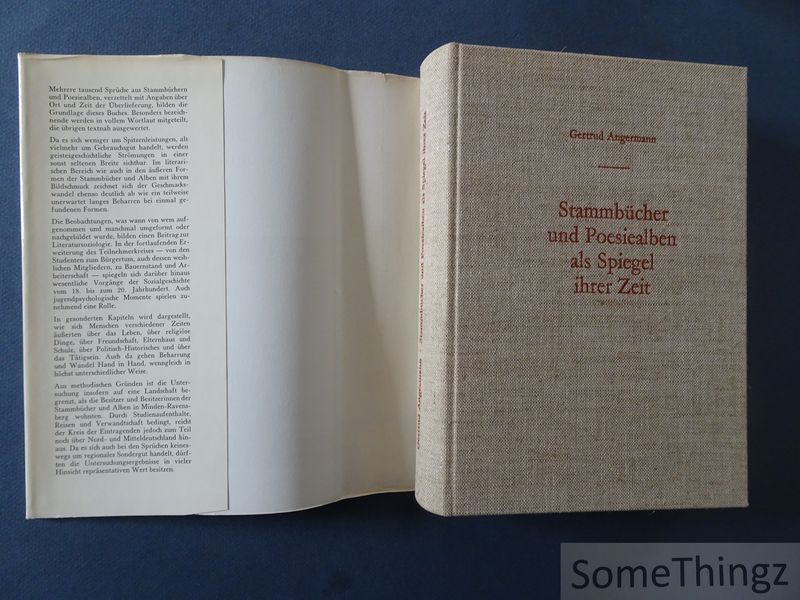 Mehrere tausend Sprüche aus Stammbüchern
und Poesiealben, verzettelt mit Angaben über
Ort und Zeit der Überlieferung, bilden die
Grundlage dieses Buches. Besonders bezeich-
nende werden in vollem Wortlaut mitgeteilt,
die übrigen textnah ausgewertet.
Da es sich weniger um Spitzenleistungen, als
vielmehr um Gebrauchsgut handelt, werden
geistesgeschichtliche Strömungen in einer
sonst seltenen Breite sichtbar. Im literari-
schen Bereich wie auch in den äußeren For-
men der Stammbücher und Alben mit ihrem
Bildschmuck zeichnet sich der Geschmacks-
wandel ebenso deutlich ab wie ein teilweise
unerwartet langes Beharren bei einmal ge-
fundenen Formen.
Die Beobachtungen, was wann von wem auf-
genommen und manchmal umgeformt oder
nachgebildet wurde, bilden einen Beitrag zur
Literatursoziologie. In der fortlaufenden Er-
weiterung des Teilnehmerkreises — von den
Studenten zum Bürgertum, auch dessen weib-
lichen Mitgliedern, zu Bauernstand und Ar-
beiterschaft — spiegeln sich darüber hinaus
wesentliche Vorgänge der Sozialgeschichte
vom 18. bis zum 20. Jahrhundert. Auch
jugendpsychologische Momente spielen zu-
nehmend eine Rolle.
In gesonderten Kapiteln wird dargestellt,
wie sich Menschen verschiedener Zeiten
äußerten über das Leben, über religiöse
Dinge, über Freundschaft, Elternhaus und
Schule, über Politisch-Historisches und über
das Tätigsein. Auch da gehen Beharrung
und Wandel Hand in Hand, wenngleich in
höchst unterschiedlicher Weise.
Aus methodischen Gründen ist die Unter-
suchung insofern auf eine Landschaft be-
grenzt, als die Besitzer und Besitzerinnen der
Stammbücher und Alben in Minden-Ravens-
berg wohnten. Durch Studienaufenthalte,
Reisen und Verwandtschaft bedingt, reicht
der Kreis der Eintragenden jedoch zum Teil
noch über Nord- und Mitteldeutschland hin-
aus. Da es sich auch bei den Sprüchen keines-
wegs um regionales Sondergut handelt, dürf-
ten die Untersuchungsergebnisse in vieler
Hinsicht repräsentativen Wert besitzen.
Gertrud Angermann Stammbücher und Poesiealben als Spiegel ihrer Zeit
Gertrud Angermann
Stammbücher
und Poesiealben
als Spiegel
ihrer Zeit
SomeThingz